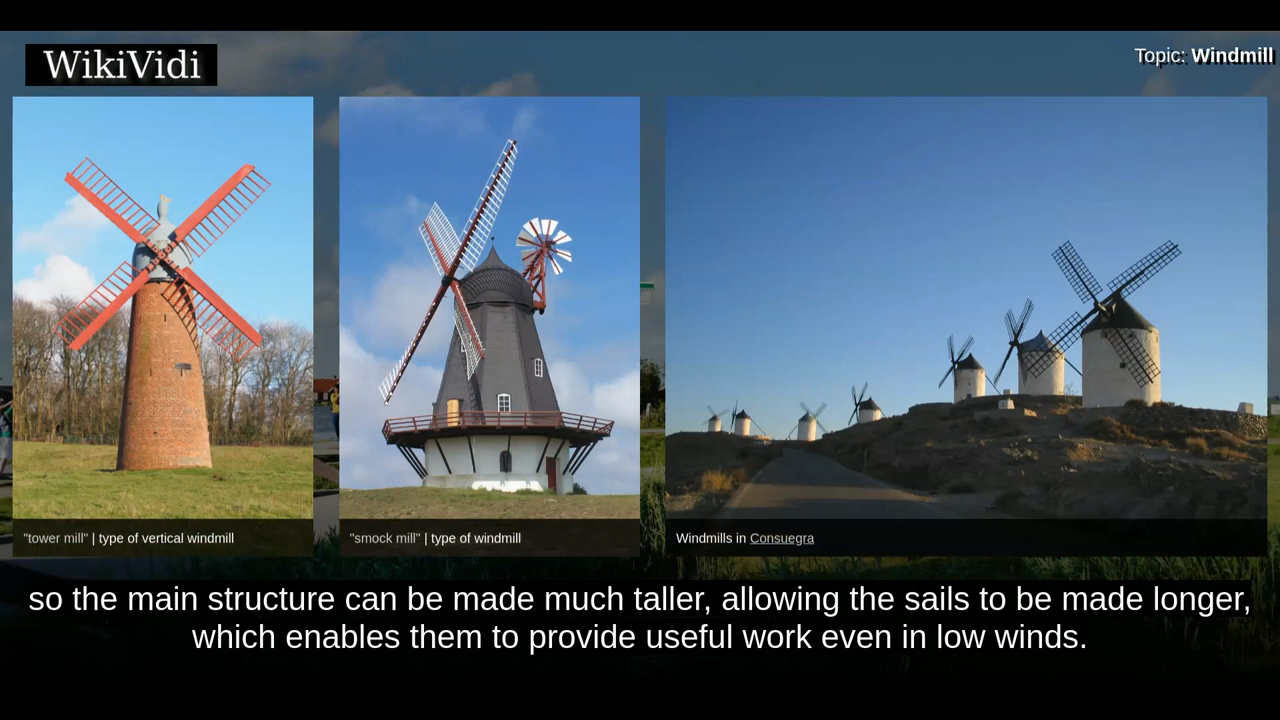 WikiVidi
Topic: Windmill
"tower mill" | type of vertical windmill
"smock mill" | type of windmill
Windmills in Consuegra
so the main structure can be made much taller, allowing the sails to be made longer,
which enables them to provide useful work even in low winds.